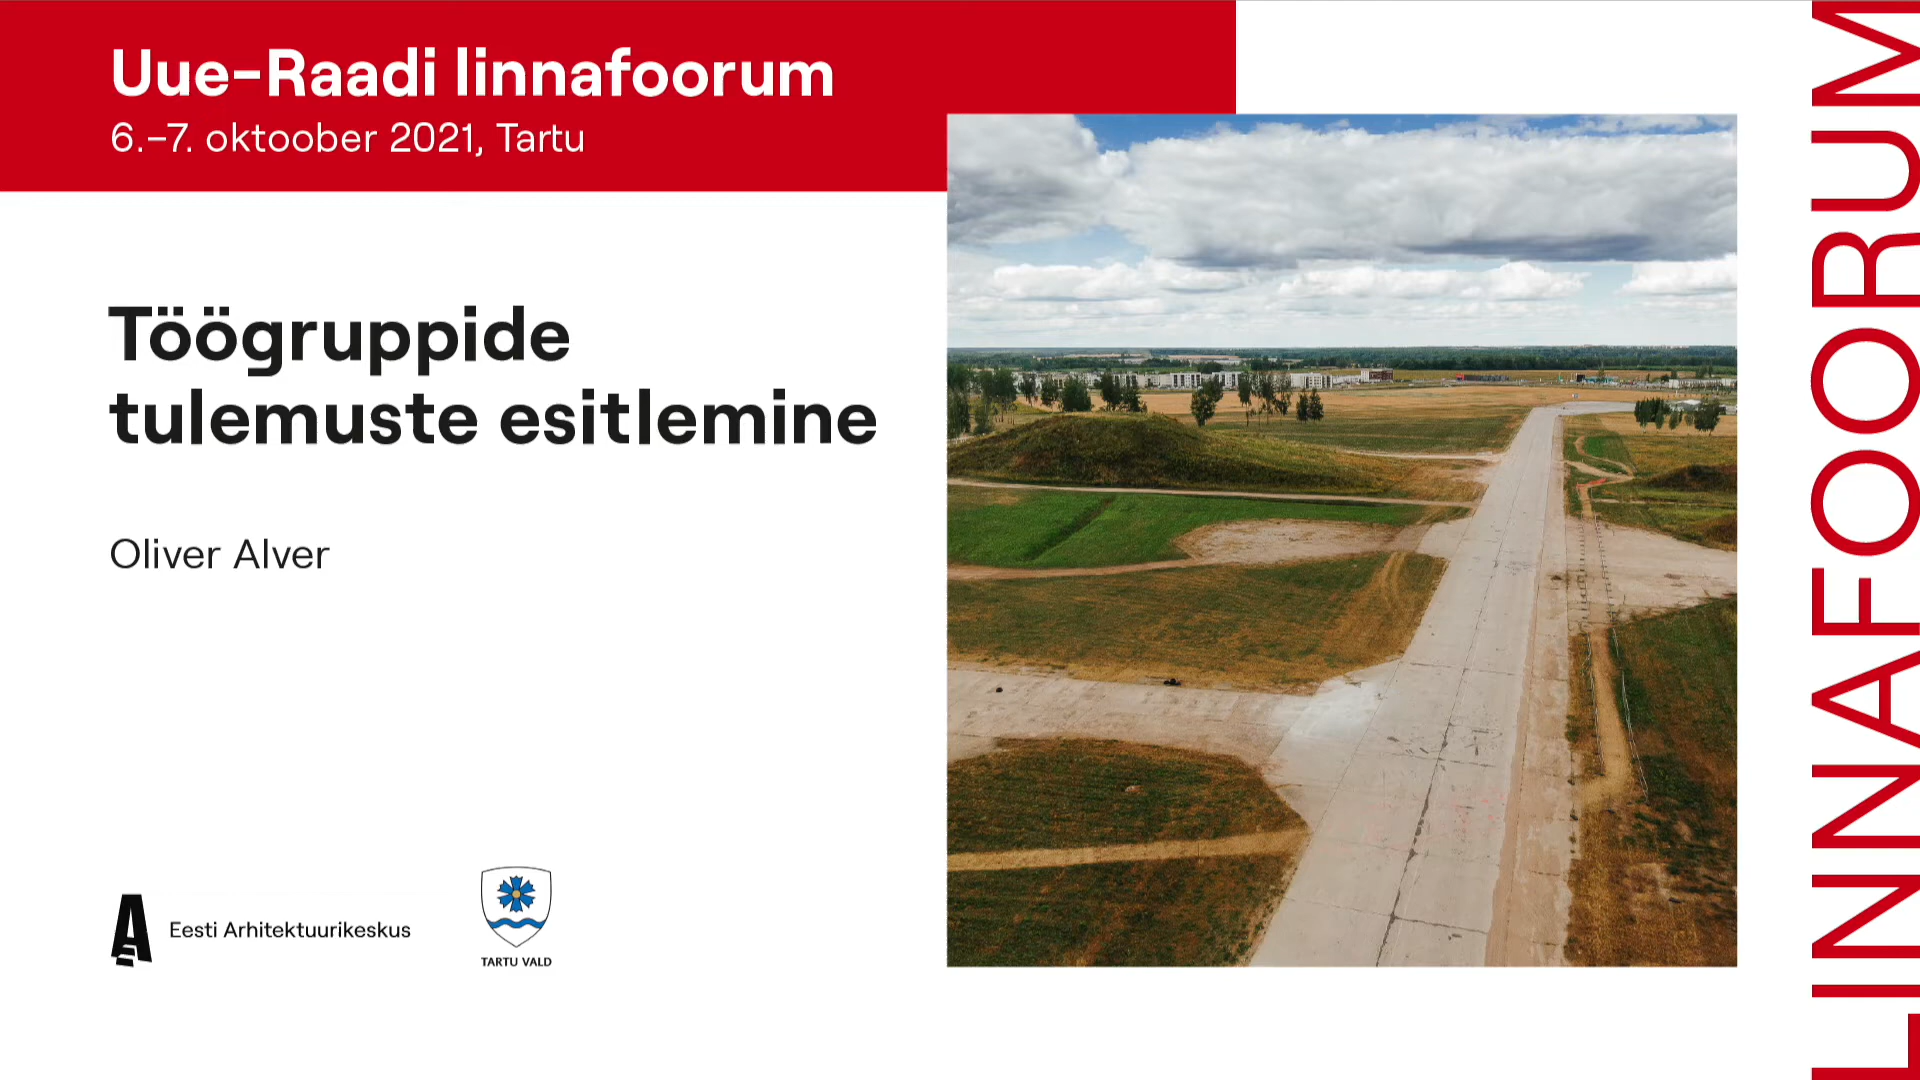 Uue-Raadi linnafoorum
6.–7. oktoober 2021, Tartu
Töögruppide
tulemuste esitlemine
Oliver Alver
Eesti Arhitektuurikeskus
TARTU VALD
LINNAFOORUM